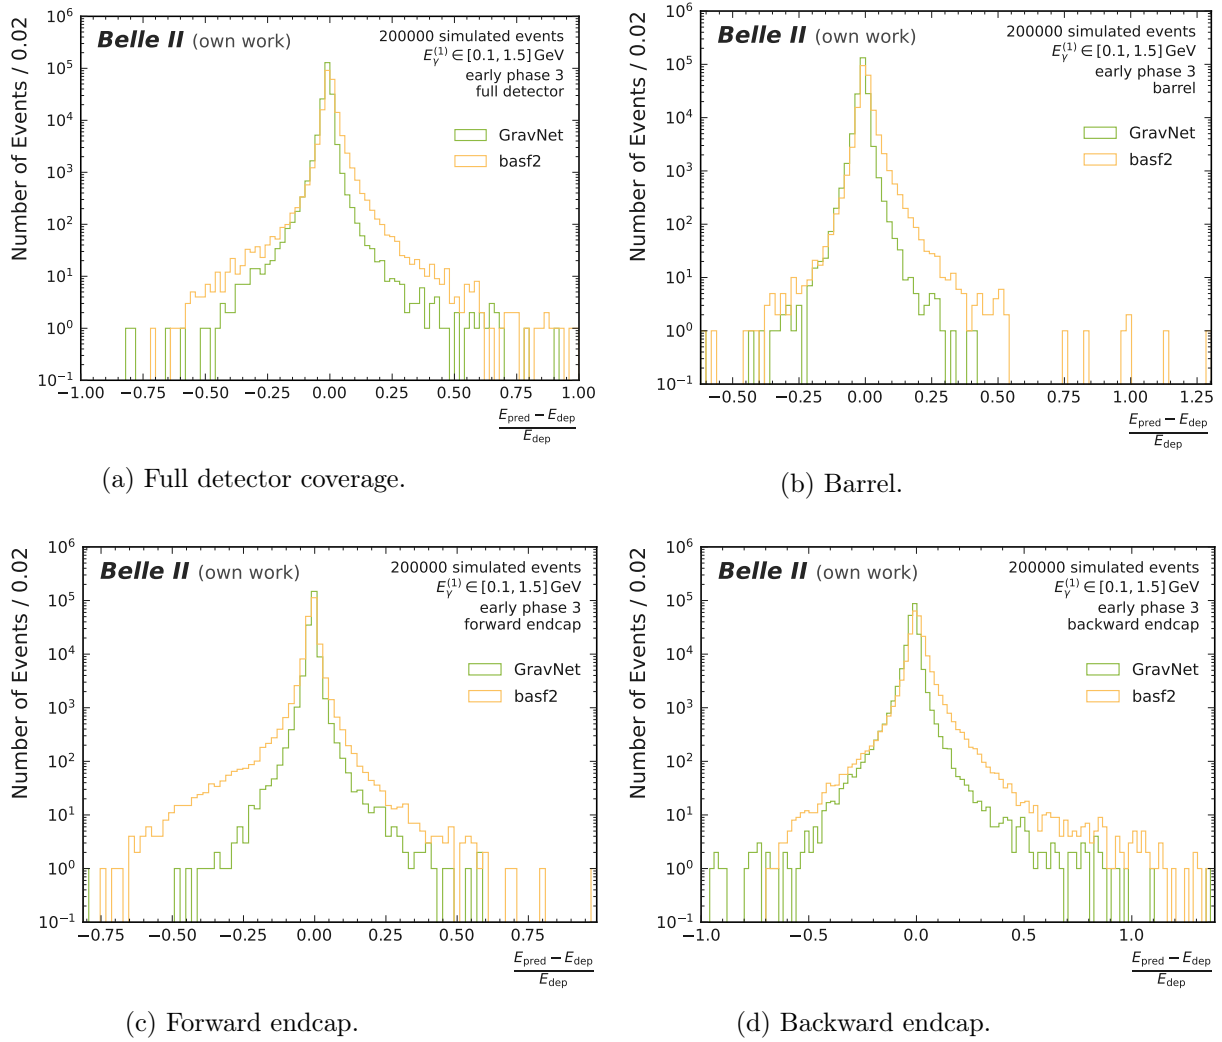 Belle II (own work)
200000 simulated events
E_γ^(1) ∈ [0.1, 1.5] GeV
early phase 3
full detector
GravNet
basf2
Number of Events / 0.02
10^6
10^5
10^4
10^3
10^2
10^1
10^0
10^−1
−1.00 −0.75 −0.50 −0.25 0.00 0.25 0.50 0.75 1.00
E_pred − E_dep
E_dep
(a) Full detector coverage.
Belle II (own work)
200000 simulated events
E_γ^(1) ∈ [0.1, 1.5] GeV
early phase 3
barrel
GravNet
basf2
Number of Events / 0.02
10^6
10^5
10^4
10^3
10^2
10^1
10^0
10^−1
−0.50 −0.25 0.00 0.25 0.50 0.75 1.00 1.25
E_pred − E_dep
E_dep
(b) Barrel.
Belle II (own work)
200000 simulated events
E_γ^(1) ∈ [0.1, 1.5] GeV
early phase 3
forward endcap
GravNet
basf2
Number of Events / 0.02
10^6
10^5
10^4
10^3
10^2
10^1
10^0
10^−1
−0.75 −0.50 −0.25 0.00 0.25 0.50 0.75
E_pred − E_dep
E_dep
(c) Forward endcap.
Belle II (own work)
200000 simulated events
E_γ^(1) ∈ [0.1, 1.5] GeV
early phase 3
backward endcap
GravNet
basf2
Number of Events / 0.02
10^6
10^5
10^4
10^3
10^2
10^1
10^0
10^−1
−1.0 −0.5 0.0 0.5 1.0
E_pred − E_dep
E_dep
(d) Backward endcap.